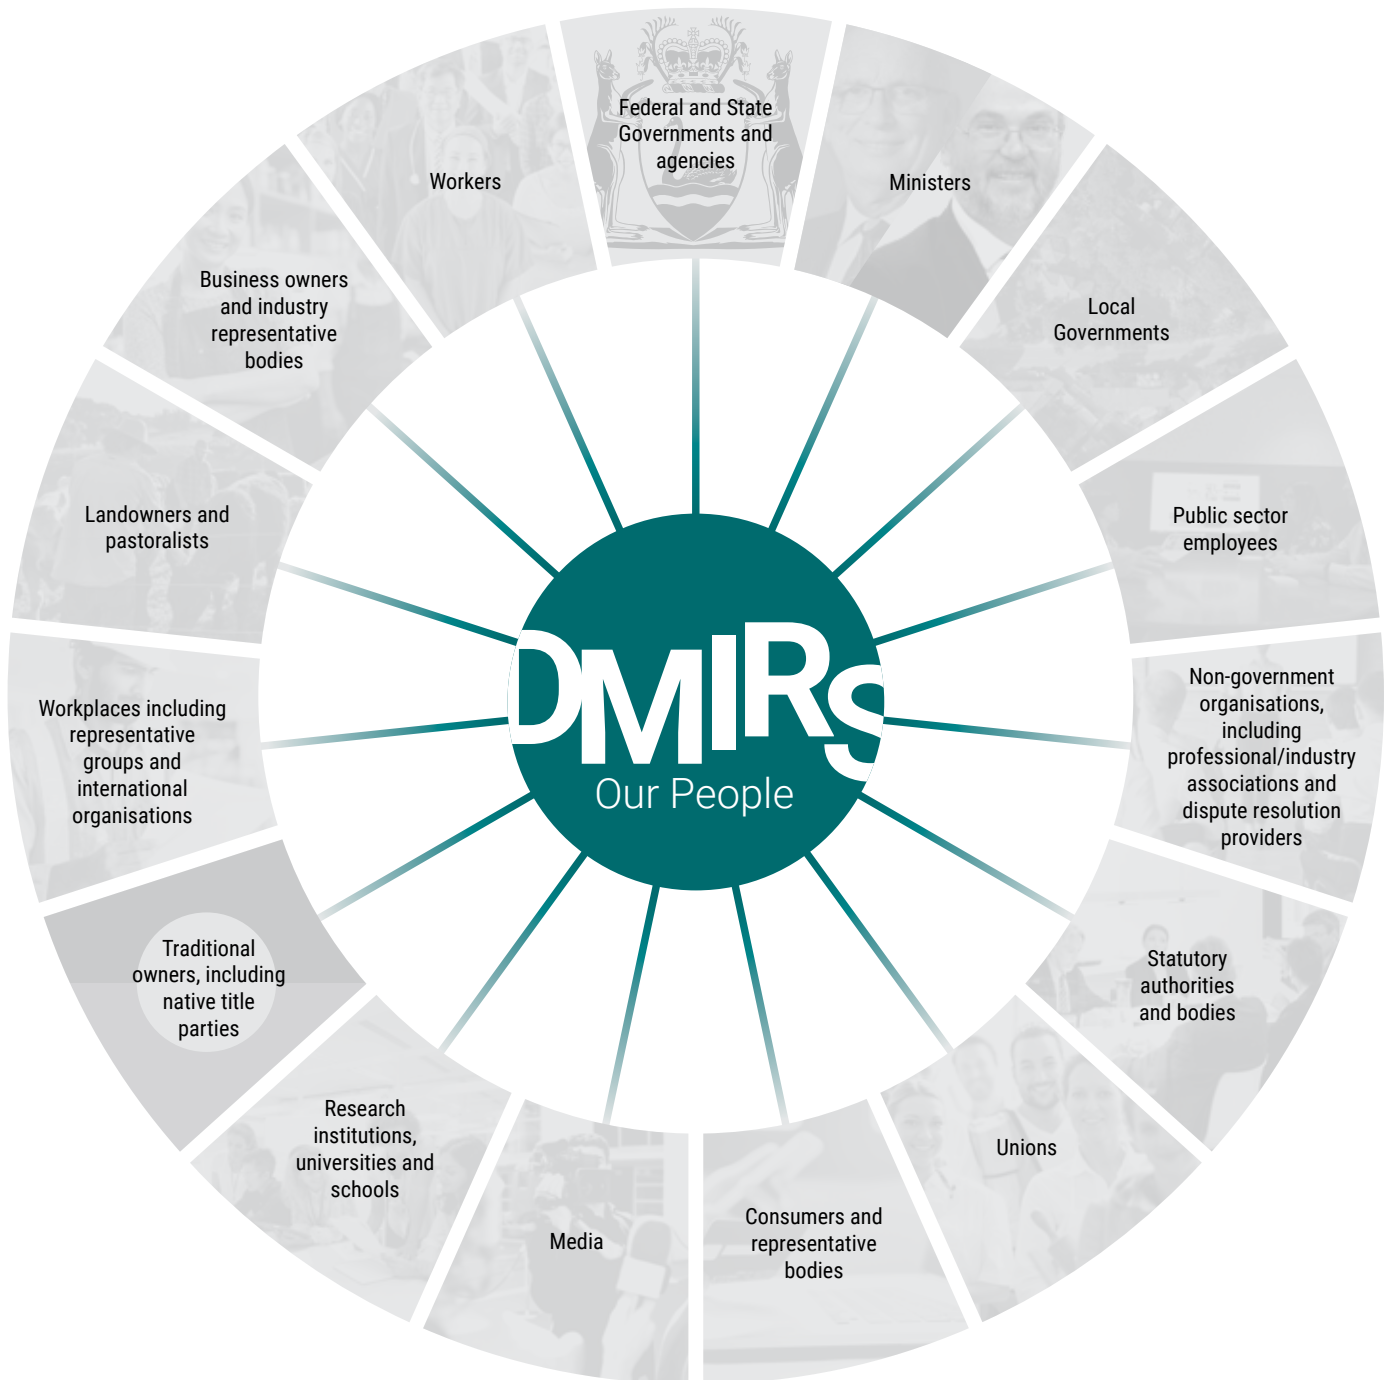 Federal and State
Governments and
agencies
Ministers
Local
Governments
Public sector
employees
Non-government
organisations,
including
professional/industry
associations and
dispute resolution
providers
Statutory
authorities
and bodies
Unions
Consumers and
representative
bodies
Media
Research
institutions,
universities and
schools
Traditional
owners, including
native title
parties
Workplaces including
representative
groups and
international
organisations
Landowners and
pastoralists
Business owners
and industry
representative
bodies
Workers
DMIRS
Our People